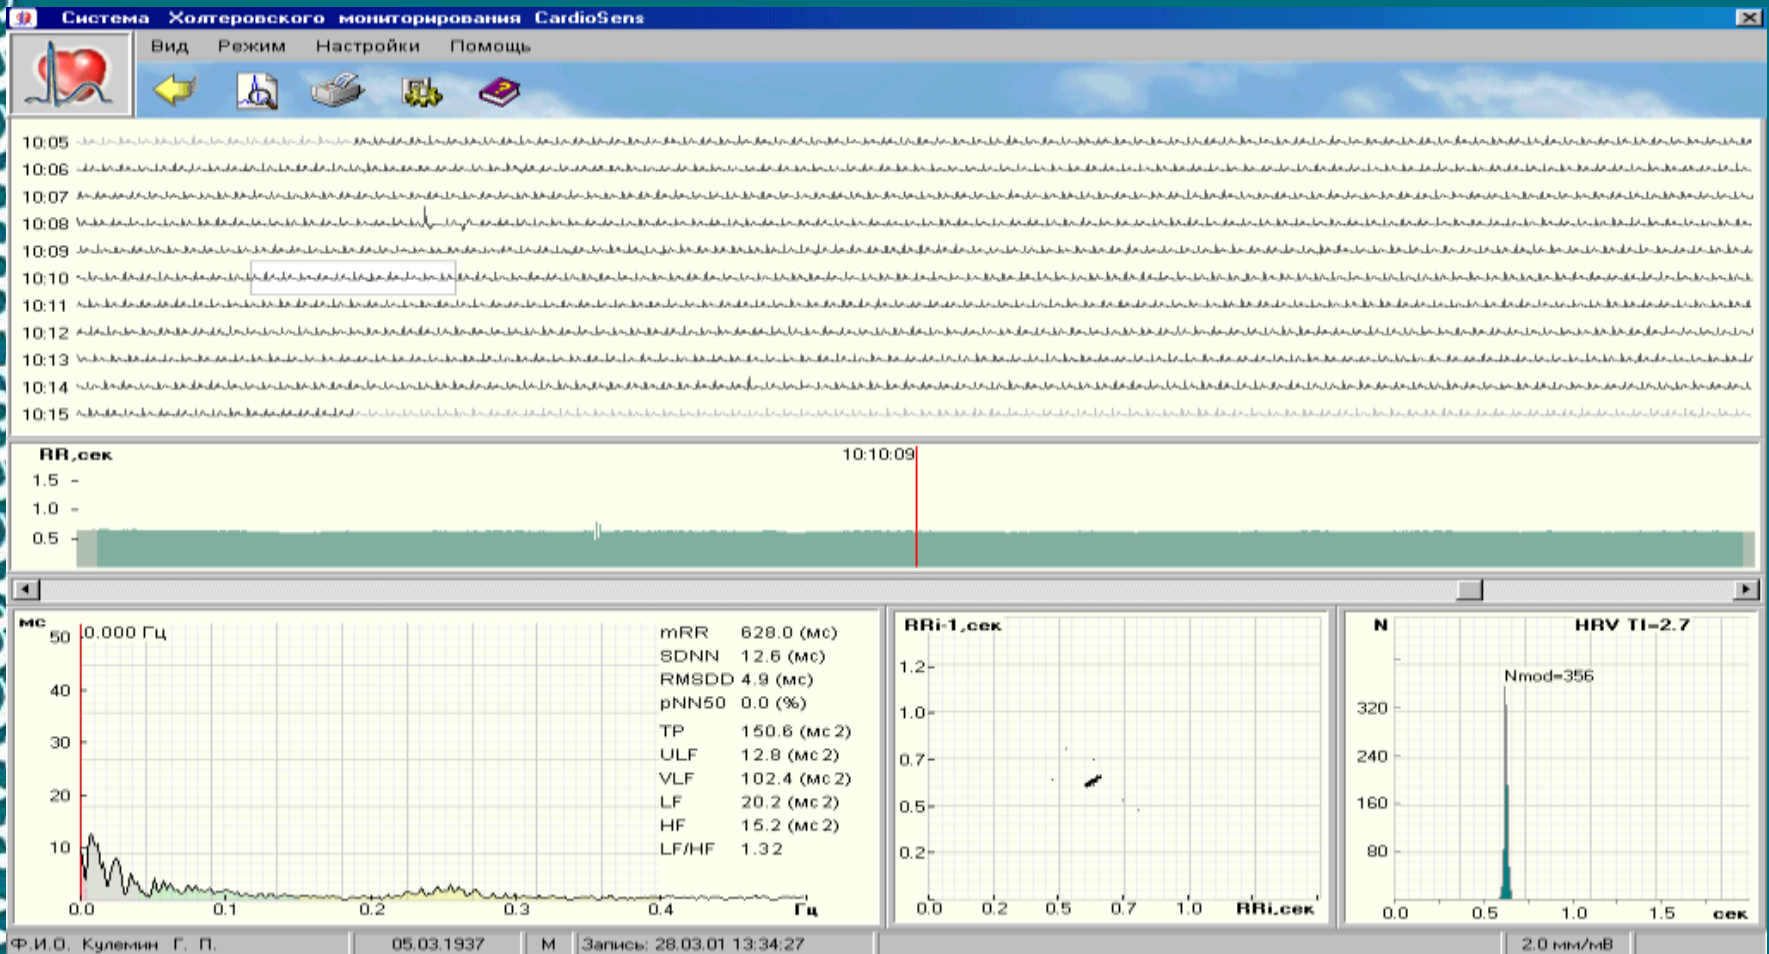 Система Холтеровского мониторирования CardioSens
Вид Режим Настройки Помощь
10:05
10:06
10:07
10:08
10:09
10:10
10:11
10:12
10:13
10:14
10:15
RR,сек
10:10:09
1.5
1.0
0.5
мс
50
40
30
20
10
0.000 Гц
mRR 628.0 (мс)
SDNN 12.6 (мс)
RMSDD 4.9 (мс)
pNN50 0.0 (%)
TP 150.6 (мс2)
ULF 12.8 (мс2)
VLF 102.4 (мс2)
LF 20.2 (мс2)
HF 15.2 (мс2)
LF/HF 1.32
0.0 0.1 0.2 0.3 0.4 Гц
RRi-1,сек
1.2
1.0
0.7
0.5
0.2
0.0 0.2 0.5 0.7 1.0 RRi,сек
N HRV TI=2.7
Nmod=356
320
240
160
80
0.0 0.5 1.0 1.5 сек
Ф.И.О. Кулемин Г. П. 05.03.1937 М Запись: 28.03.01 13:34:27 2.0 мм/мВ